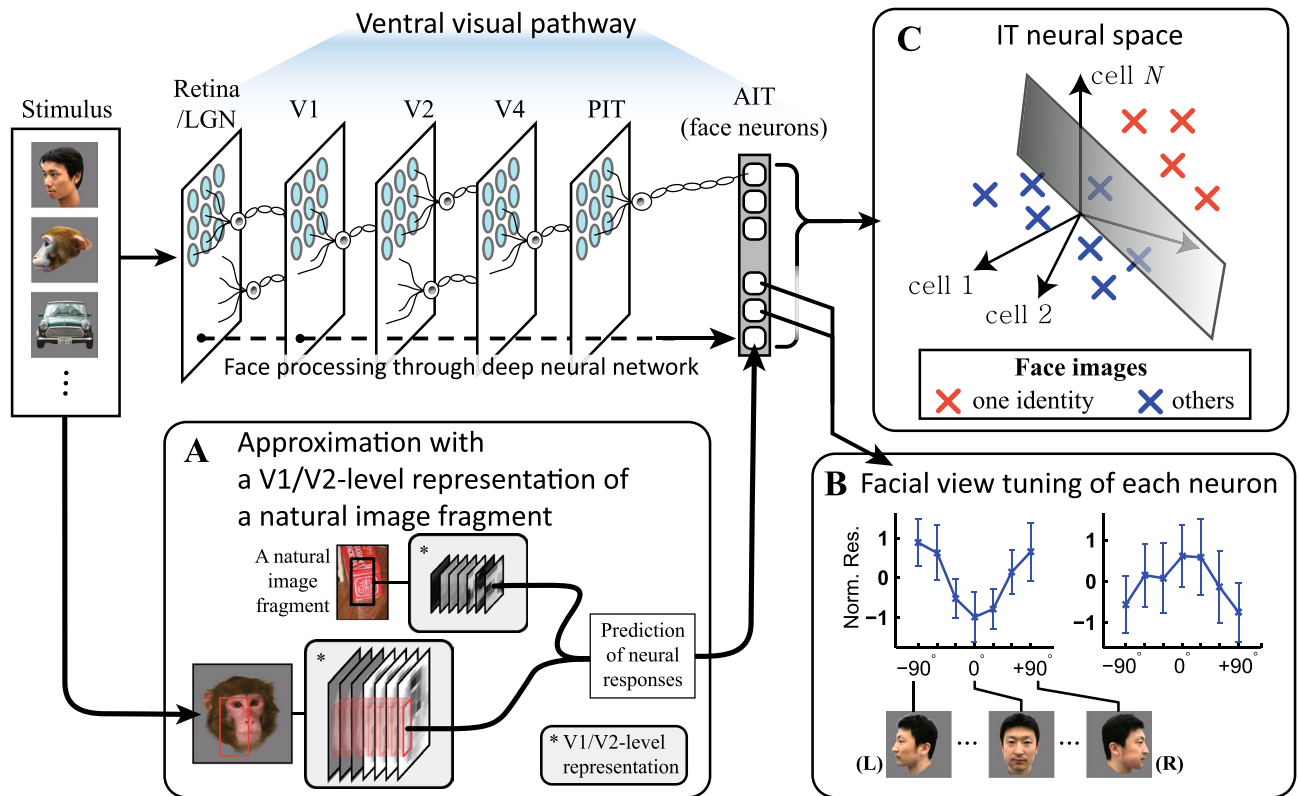 Ventral visual pathway
Stimulus
Retina
/LGN
V1
V2
V4
PIT
AIT
(face neurons)
Face processing through deep neural network
C
IT neural space
cell N
cell 1
cell 2
Face images
one identity
others
A
Approximation with
a V1/V2-level representation of
a natural image fragment
A natural
image
fragment
*
*
Prediction
of neural
responses
* V1/V2-level
representation
B
Facial view tuning of each neuron
Norm. Res.
1
0
−1
−90°
0°
+90°
1
0
−1
−90°
0°
+90°
(L)
...
...
(R)